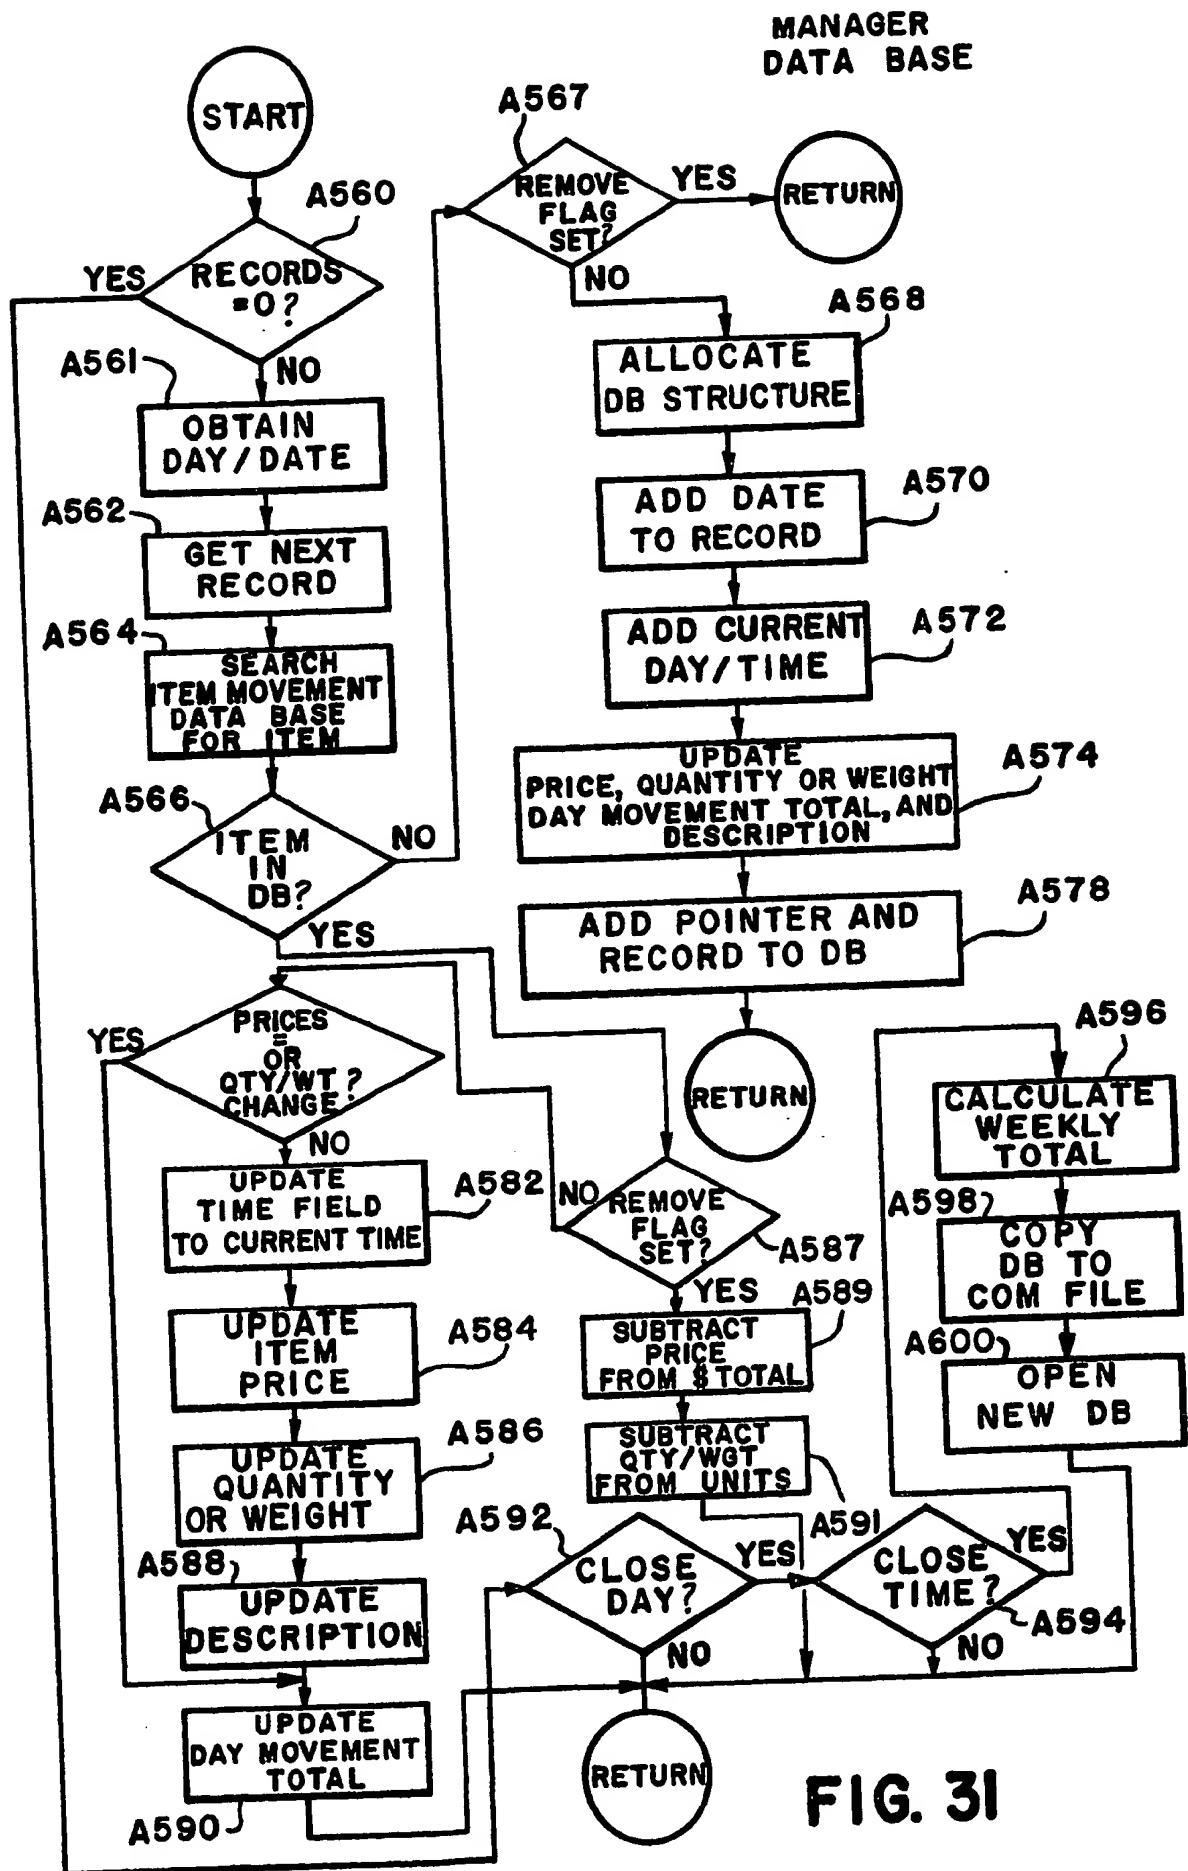 MANAGER
DATA BASE
START
A560
RECORDS
=0?
YES
NO
A561
OBTAIN
DAY/DATE
A562
GET NEXT
RECORD
A564
SEARCH
ITEM MOVEMENT
DATA BASE
FOR ITEM
A566
ITEM
IN
DB?
NO
YES
A567
REMOVE
FLAG
SET?
YES
RETURN
NO
A568
ALLOCATE
DB STRUCTURE
A570
ADD DATE
TO RECORD
A572
ADD CURRENT
DAY/TIME
A574
UPDATE
PRICE, QUANTITY OR WEIGHT
DAY MOVEMENT TOTAL, AND
DESCRIPTION
A578
ADD POINTER AND
RECORD TO DB
RETURN
YES
PRICES
=
OR
QTY/WT ?
CHANGE?
NO
A582
UPDATE
TIME FIELD
TO CURRENT TIME
A584
UPDATE
ITEM
PRICE
A586
UPDATE
QUANTITY
OR WEIGHT
A588
UPDATE
DESCRIPTION
UPDATE
DAY MOVEMENT
TOTAL
A590
NO
REMOVE
FLAG
SET?
A587
YES
A589
SUBTRACT
PRICE
FROM $ TOTAL
SUBTRACT
QTY/WGT
FROM UNITS
A591
A592
CLOSE
DAY?
YES
NO
CLOSE
TIME?
YES
A594
NO
A596
CALCULATE
WEEKLY
TOTAL
A598
COPY
DB TO
COM FILE
A600
OPEN
NEW DB
RETURN
FIG. 31